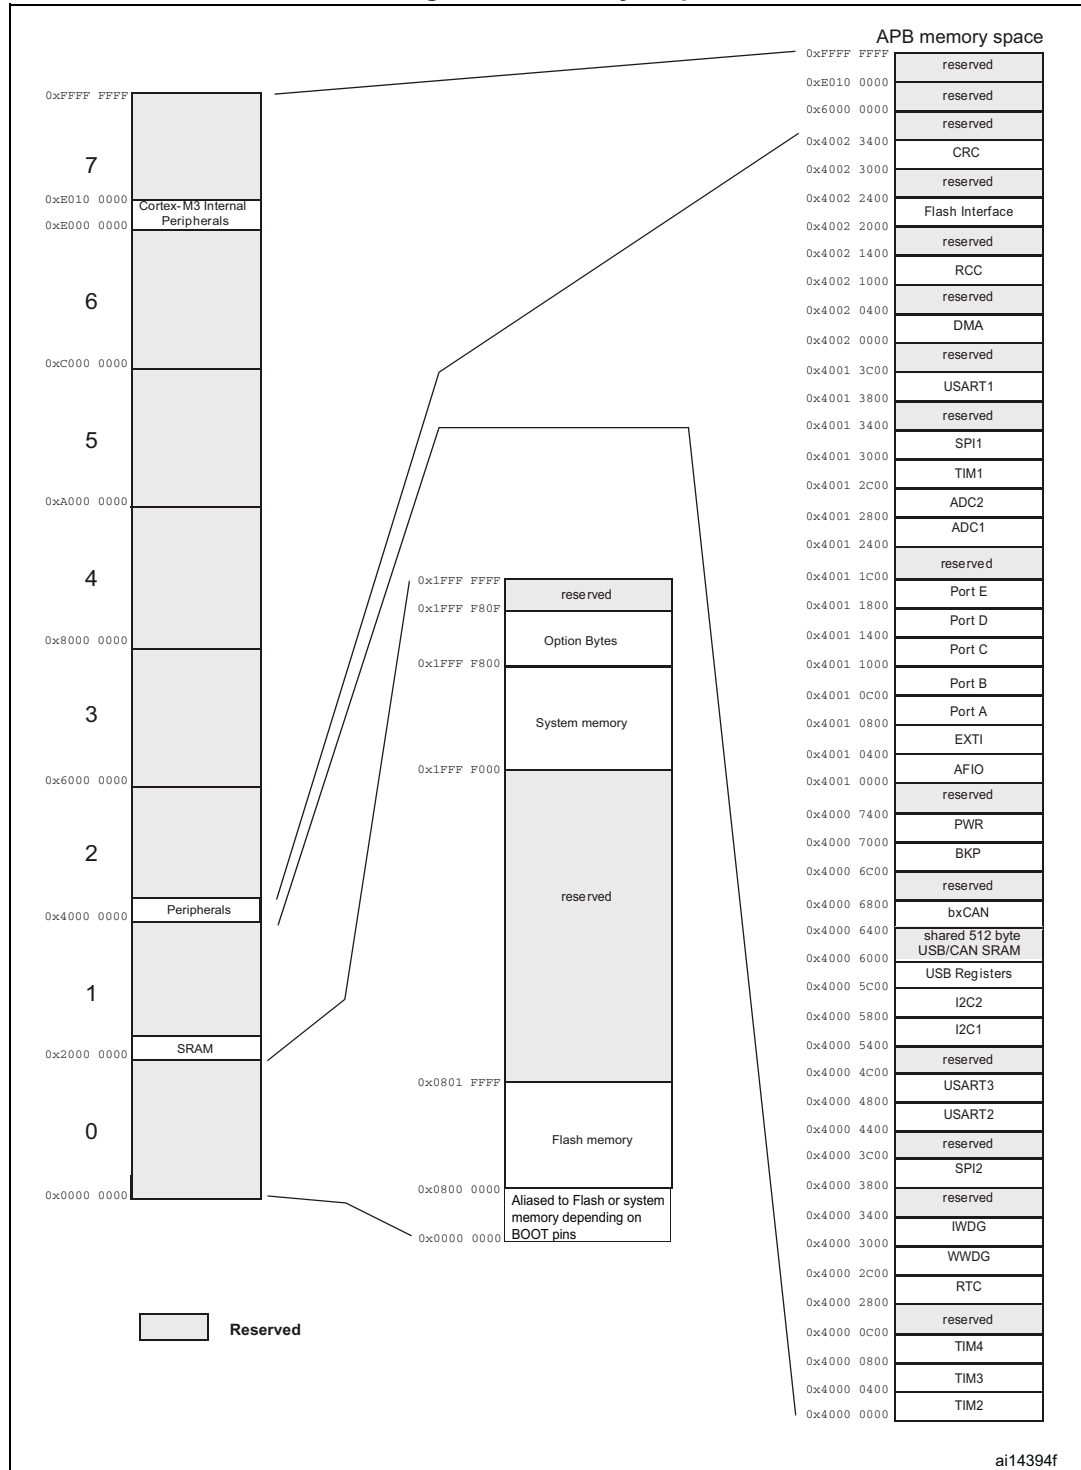 APB memory space
0xFFFF FFFF
7
0xE010 0000
Cortex-M3 Internal
Peripherals
0xE000 0000
6
0xC000 0000
5
0xA000 0000
4
0x8000 0000
3
0x6000 0000
2
Peripherals
0x4000 0000
1
SRAM
0x2000 0000
0
0x0000 0000
Reserved
0x1FFF FFFF
reserved
0x1FFF F80F
Option Bytes
0x1FFF F800
System memory
0x1FFF F000
reserved
0x0801 FFFF
Flash memory
0x0800 0000
Aliased to Flash or system
memory depending on
BOOT pins
0x0000 0000
0xFFFF FFFF
reserved
0xE010 0000
reserved
0x6000 0000
reserved
0x4002 3400
CRC
0x4002 3000
reserved
0x4002 2400
Flash Interface
0x4002 2000
reserved
0x4002 1400
RCC
0x4002 1000
reserved
0x4002 0400
DMA
0x4002 0000
reserved
0x4001 3C00
USART1
0x4001 3800
reserved
0x4001 3400
SPI1
0x4001 3000
TIM1
0x4001 2C00
ADC2
0x4001 2800
ADC1
0x4001 2400
reserved
0x4001 1C00
Port E
0x4001 1800
Port D
0x4001 1400
Port C
0x4001 1000
Port B
0x4001 0C00
Port A
0x4001 0800
EXTI
0x4001 0400
AFIO
0x4001 0000
reserved
0x4000 7400
PWR
0x4000 7000
BKP
0x4000 6C00
reserved
0x4000 6800
bxCAN
0x4000 6400
shared 512 byte
USB/CAN SRAM
0x4000 6000
USB Registers
0x4000 5C00
I2C2
0x4000 5800
I2C1
0x4000 5400
reserved
0x4000 4C00
USART3
0x4000 4800
USART2
0x4000 4400
reserved
0x4000 3C00
SPI2
0x4000 3800
reserved
0x4000 3400
IWDG
0x4000 3000
WWDG
0x4000 2C00
RTC
0x4000 2800
reserved
0x4000 0C00
TIM4
0x4000 0800
TIM3
0x4000 0400
TIM2
0x4000 0000
ai14394f